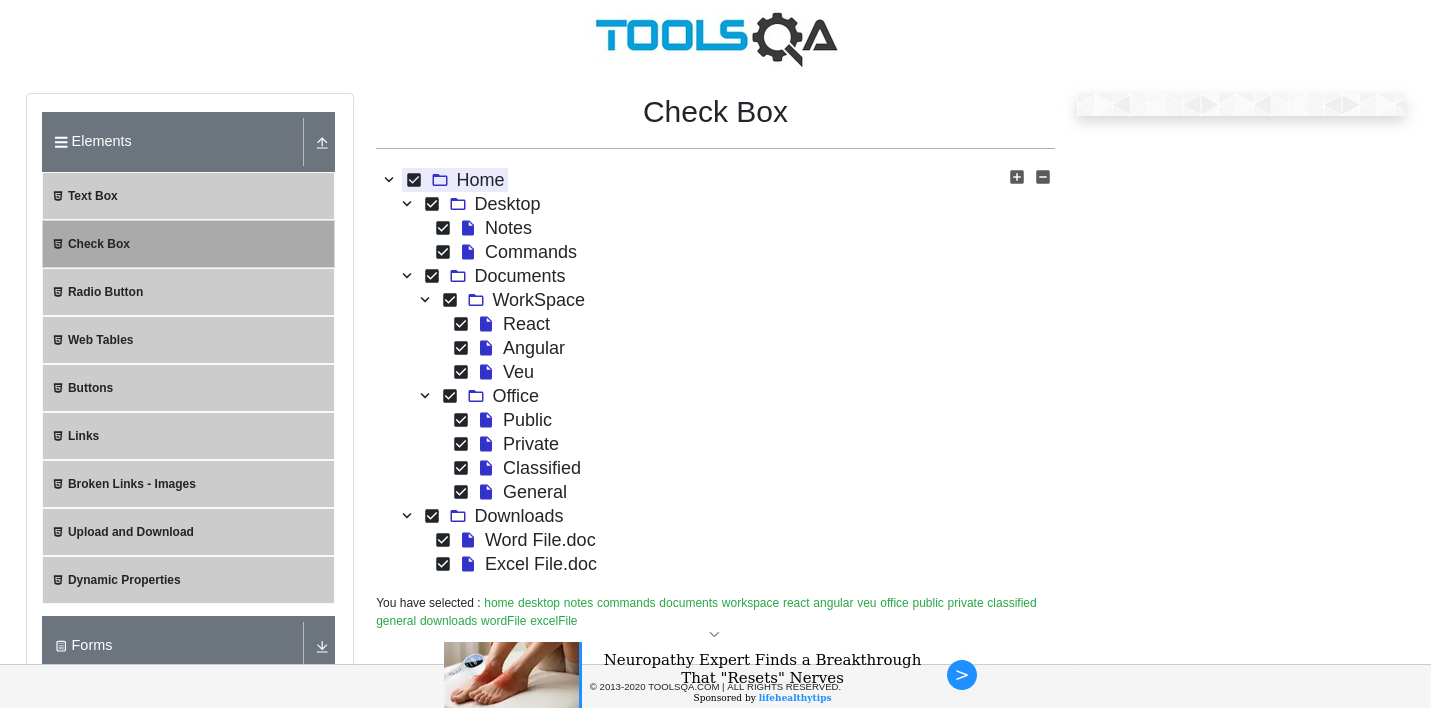 TOOLSQA
Elements
Text Box
Check Box
Radio Button
Web Tables
Buttons
Links
Broken Links - Images
Upload and Download
Dynamic Properties
Forms
Check Box
Home
Desktop
Notes
Commands
Documents
WorkSpace
React
Angular
Veu
Office
Public
Private
Classified
General
Downloads
Word File.doc
Excel File.doc
You have selected : home desktop notes commands documents workspace react angular veu office public private classified
general downloads wordFile excelFile
Neuropathy Expert Finds a Breakthrough
That "Resets" Nerves
© 2013-2020 TOOLSQA.COM | ALL RIGHTS RESERVED.
Sponsored by lifehealthytips